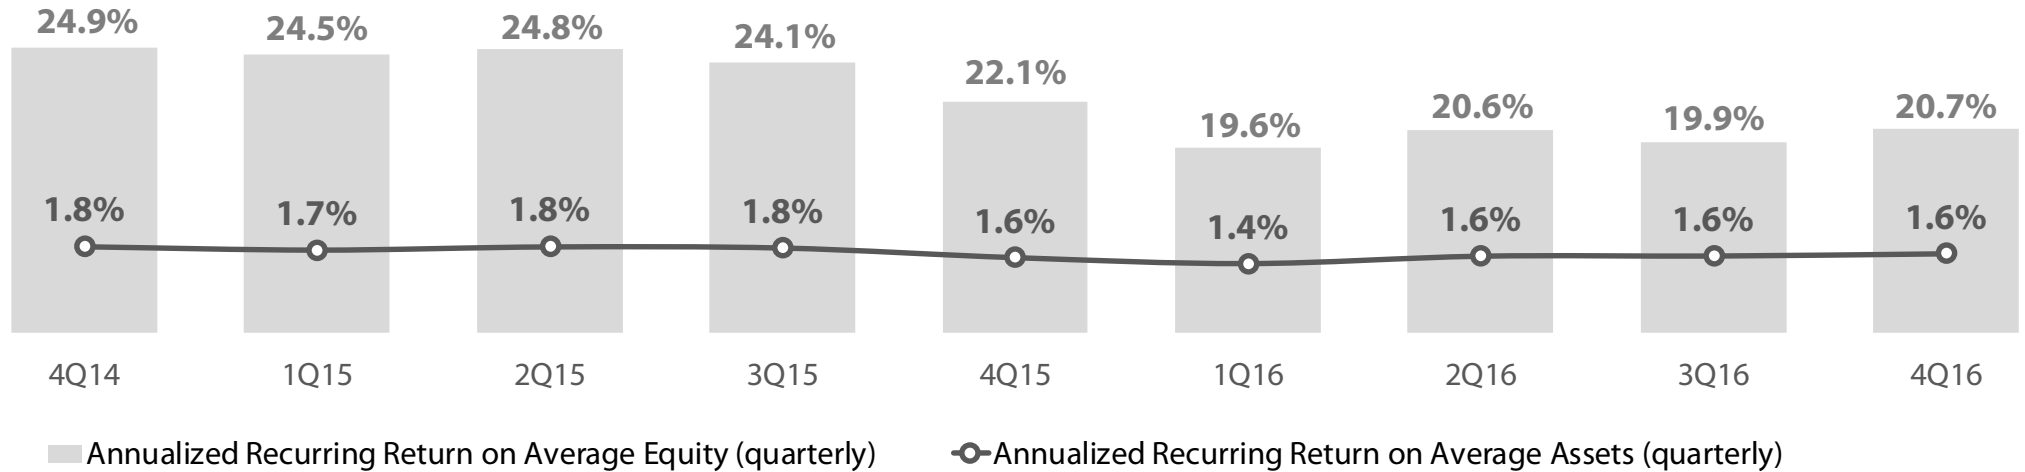 24.9% 24.5% 24.8% 24.1% 22.1% 19.6% 20.6% 19.9% 20.7%
1.8% 1.7% 1.8% 1.8% 1.6% 1.4% 1.6% 1.6% 1.6%
4Q14 1Q15 2Q15 3Q15 4Q15 1Q16 2Q16 3Q16 4Q16
Annualized Recurring Return on Average Equity (quarterly) Annualized Recurring Return on Average Assets (quarterly)